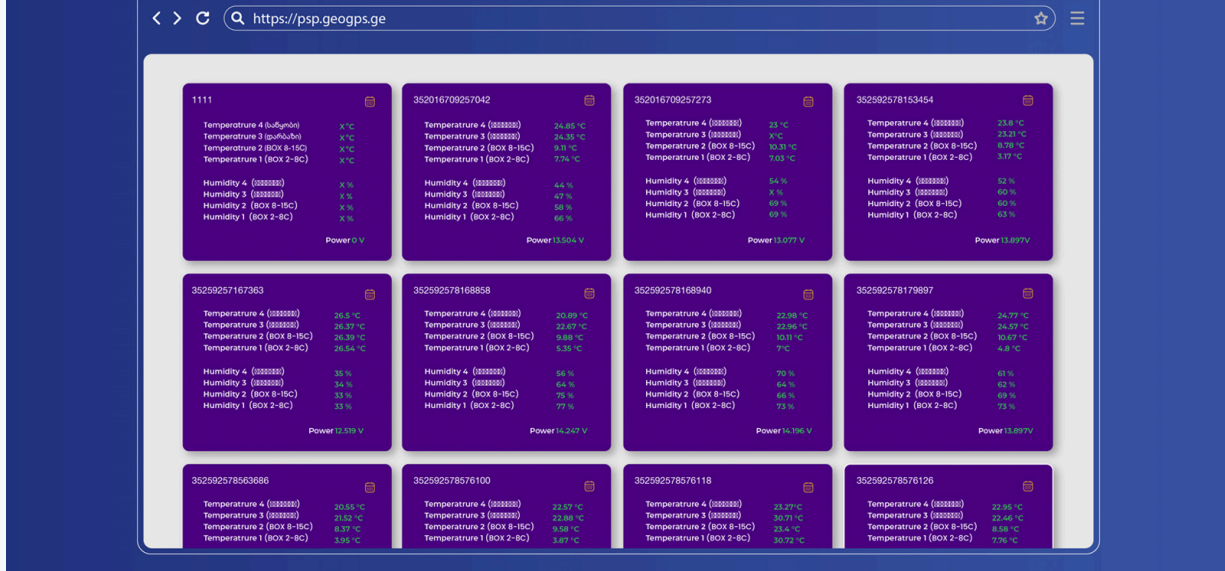 https://psp.geogps.ge
1111
Temperatrure 4 (საწყობი) X °C
Temperatrure 3 (დარბაზი) X °C
Temperatrure 2 (BOX 8-15C) X °C
Temperatrure 1 (BOX 2-8C) X °C
Humidity 4 X %
Humidity 3 X %
Humidity 2 (BOX 8-15C) X %
Humidity 1 (BOX 2-8C) X %
Power 0 V
352016709257042
Temperatrure 4 24.85 °C
Temperatrure 3 24.35 °C
Temperatrure 2 (BOX 8-15C) 9.11 °C
Temperatrure 1 (BOX 2-8C) 7.74 °C
Humidity 4 44 %
Humidity 3 47 %
Humidity 2 (BOX 8-15C) 58 %
Humidity 1 (BOX 2-8C) 66 %
Power 13.504 V
352016709257273
Temperatrure 4 23 °C
Temperatrure 3 X°C
Temperatrure 2 (BOX 8-15C) 10.31 °C
Temperatrure 1 (BOX 2-8C) 7.03 °C
Humidity 4 54 %
Humidity 3 X %
Humidity 2 (BOX 8-15C) 69 %
Humidity 1 (BOX 2-8C) 69 %
Power 13.077 V
352592578153454
Temperatrure 4 23.8 °C
Temperatrure 3 23.21 °C
Temperatrure 2 (BOX 8-15C) 8.78 °C
Temperatrure 1 (BOX 2-8C) 3.17 °C
Humidity 4 52 %
Humidity 3 60 %
Humidity 2 (BOX 8-15C) 60 %
Humidity 1 (BOX 2-8C) 63 %
Power 13.897V
35259257167363
Temperatrure 4 26.5 °C
Temperatrure 3 26.37 °C
Temperatrure 2 (BOX 8-15C) 26.39 °C
Temperatrure 1 (BOX 2-8C) 26.54 °C
Humidity 4 35 %
Humidity 3 34 %
Humidity 2 (BOX 8-15C) 33 %
Humidity 1 (BOX 2-8C) 33 %
Power 12.519 V
352592578168858
Temperatrure 4 20.89 °C
Temperatrure 3 22.67 °C
Temperatrure 2 (BOX 8-15C) 9.88 °C
Temperatrure 1 (BOX 2-8C) 5.35 °C
Humidity 4 56 %
Humidity 3 64 %
Humidity 2 (BOX 8-15C) 75 %
Humidity 1 (BOX 2-8C) 77 %
Power 14.247 V
352592578168940
Temperatrure 4 22.98 °C
Temperatrure 3 22.96 °C
Temperatrure 2 (BOX 8-15C) 10.11 °C
Temperatrure 1 (BOX 2-8C) 7°C
Humidity 4 70 %
Humidity 3 64 %
Humidity 2 (BOX 8-15C) 66 %
Humidity 1 (BOX 2-8C) 73 %
Power 14.196 V
352592578179897
Temperatrure 4 24.77 °C
Temperatrure 3 24.57 °C
Temperatrure 2 (BOX 8-15C) 10.67 °C
Temperatrure 1 (BOX 2-8C) 4.8 °C
Humidity 4 61 %
Humidity 3 62 %
Humidity 2 (BOX 8-15C) 69 %
Humidity 1 (BOX 2-8C) 73 %
Power 13.897V
352592578563686
Temperatrure 4 20.55 °C
Temperatrure 3 21.52 °C
Temperatrure 2 (BOX 8-15C) 8.37 °C
Temperatrure 1 (BOX 2-8C) 3.95 °C
352592578576100
Temperatrure 4 22.57 °C
Temperatrure 3 22.88 °C
Temperatrure 2 (BOX 8-15C) 9.58 °C
Temperatrure 1 (BOX 2-8C) 3.87 °C
352592578576118
Temperatrure 4 23.27°C
Temperatrure 3 30.71 °C
Temperatrure 2 (BOX 8-15C) 23.4 °C
Temperatrure 1 (BOX 2-8C) 30.72 °C
352592578576126
Temperatrure 4 22.95 °C
Temperatrure 3 22.46 °C
Temperatrure 2 (BOX 8-15C) 8.58 °C
Temperatrure 1 (BOX 2-8C) 7.76 °C